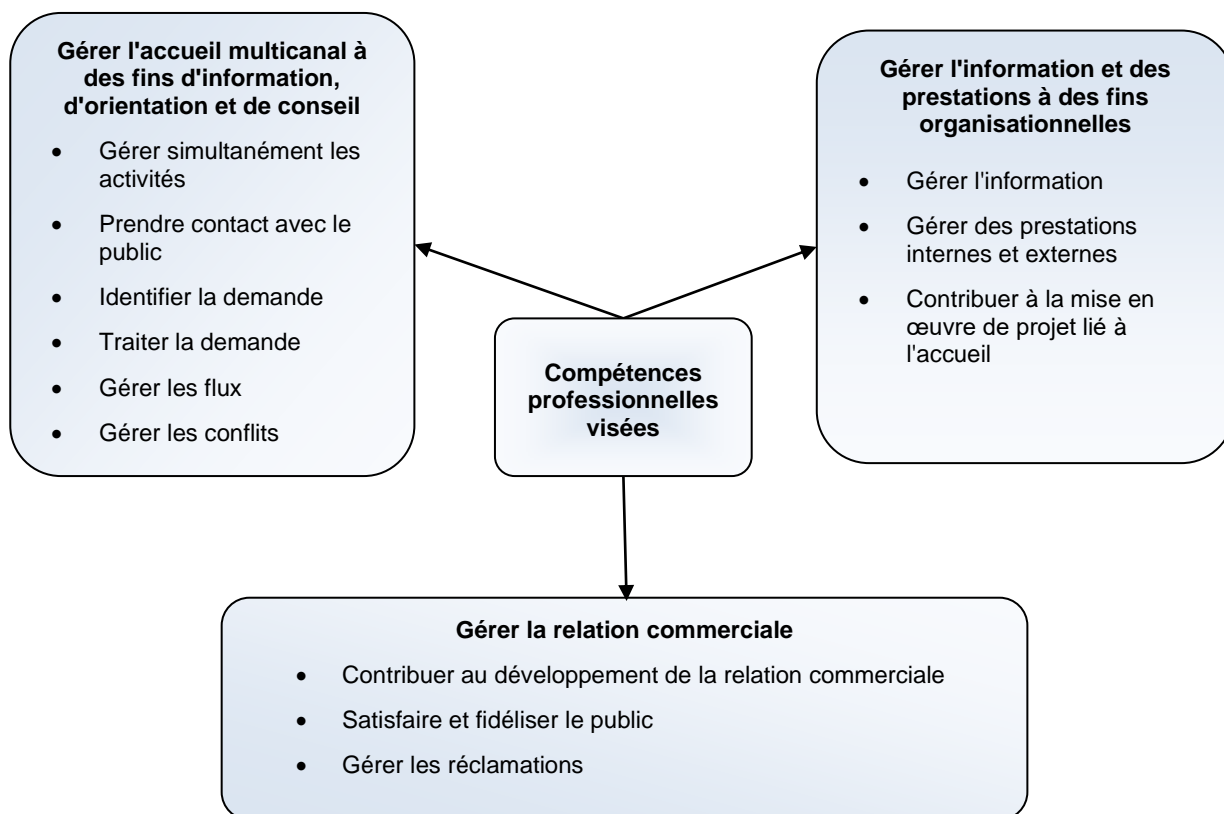 Gérer l'accueil multicanal à
des fins d'information,
d'orientation et de conseil
• Gérer simultanément les
activités
• Prendre contact avec le
public
• Identifier la demande
• Traiter la demande
• Gérer les flux
• Gérer les conflits
Gérer l'information et des
prestations à des fins
organisationnelles
• Gérer l'information
• Gérer des prestations
internes et externes
• Contribuer à la mise en
œuvre de projet lié à
l'accueil
Compétences
professionnelles
visées
Gérer la relation commerciale
• Contribuer au développement de la relation commerciale
• Satisfaire et fidéliser le public
• Gérer les réclamations